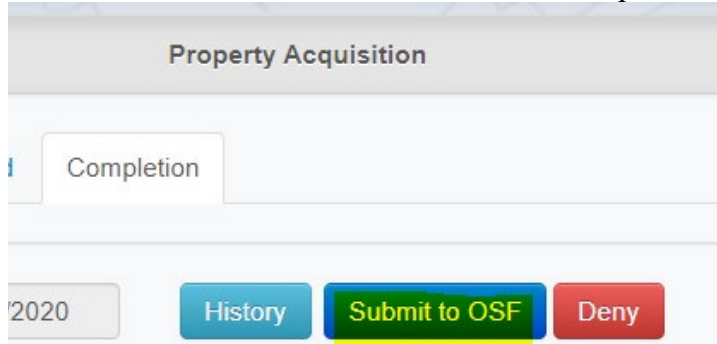 Property Acquisition
d Completion
/2020 History Submit to OSF Deny